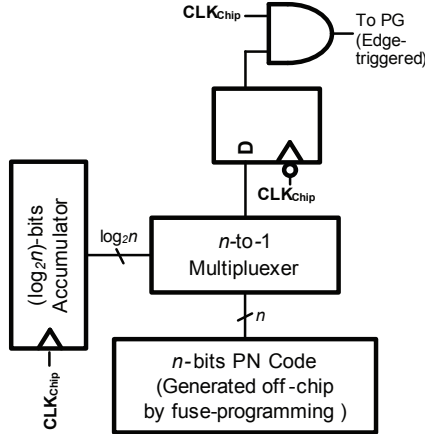 CLKChip
To PG
(Edge-
triggered)
D
CLKChip
(log2n)-bits
Accumulator
CLKChip
log2n
n-to-1
Multipluexer
n
n-bits PN Code
(Generated off-chip
by fuse-programming )